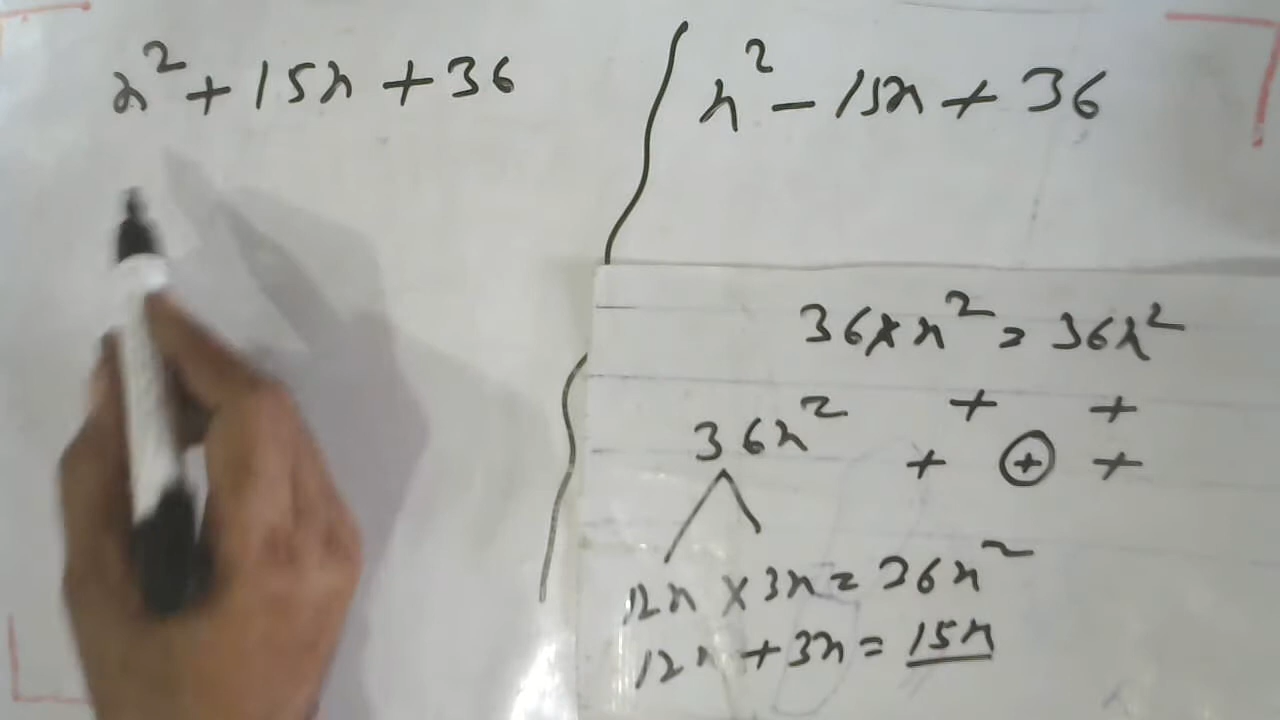 x² + 15x + 36
x² - 15x + 36
36 × x² = 36x²
+ +
36x² + ⊕ +
12x × 3x = 36x²
12x + 3x = 15x